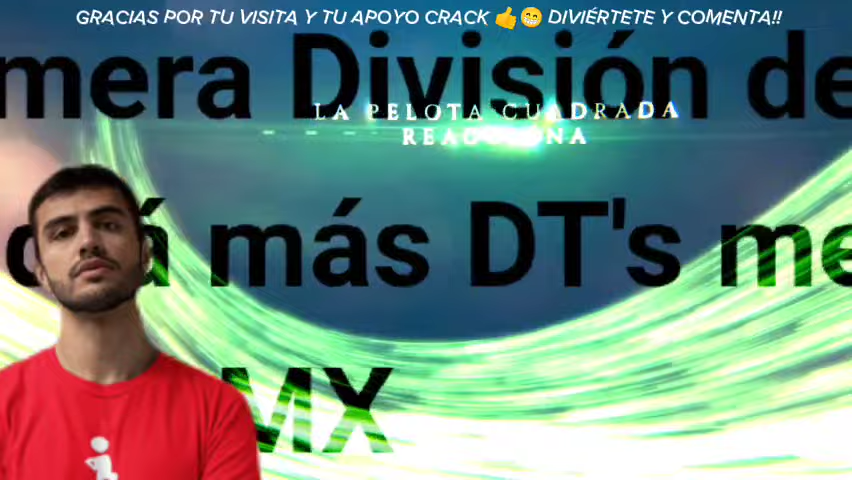 GRACIAS POR TU VISITA Y TU APOYO CRACK 👍😁 DIVIÉRTETE Y COMENTA!!
mera División de
LA PELOTA CUADRADA
REACCIONA
más DT's me
MX